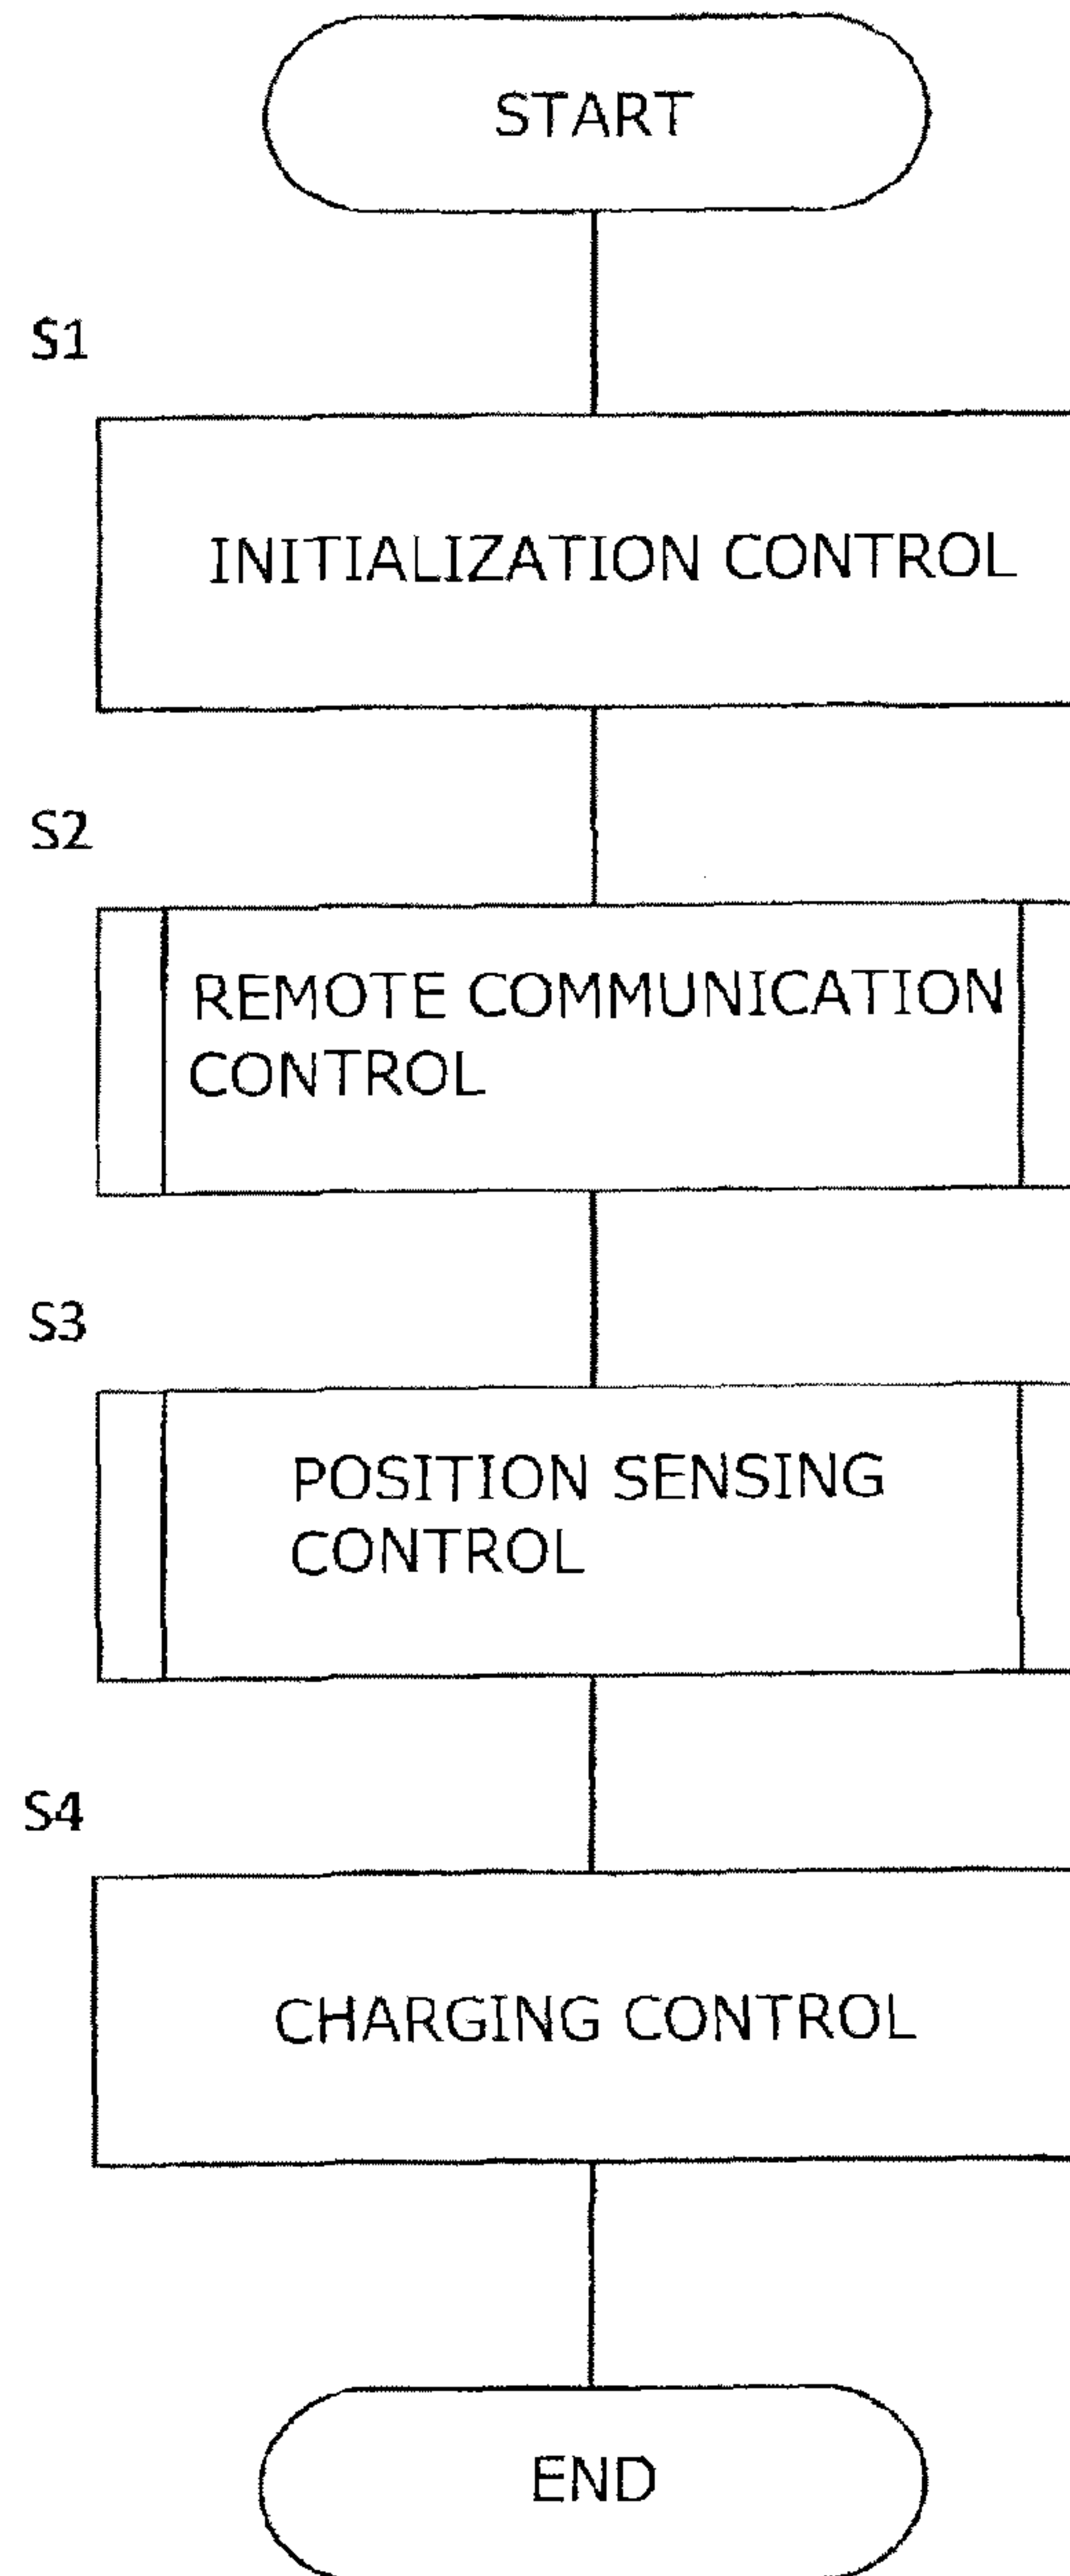 START
S1
INITIALIZATION CONTROL
S2
REMOTE COMMUNICATION
CONTROL
S3
POSITION SENSING
CONTROL
S4
CHARGING CONTROL
END